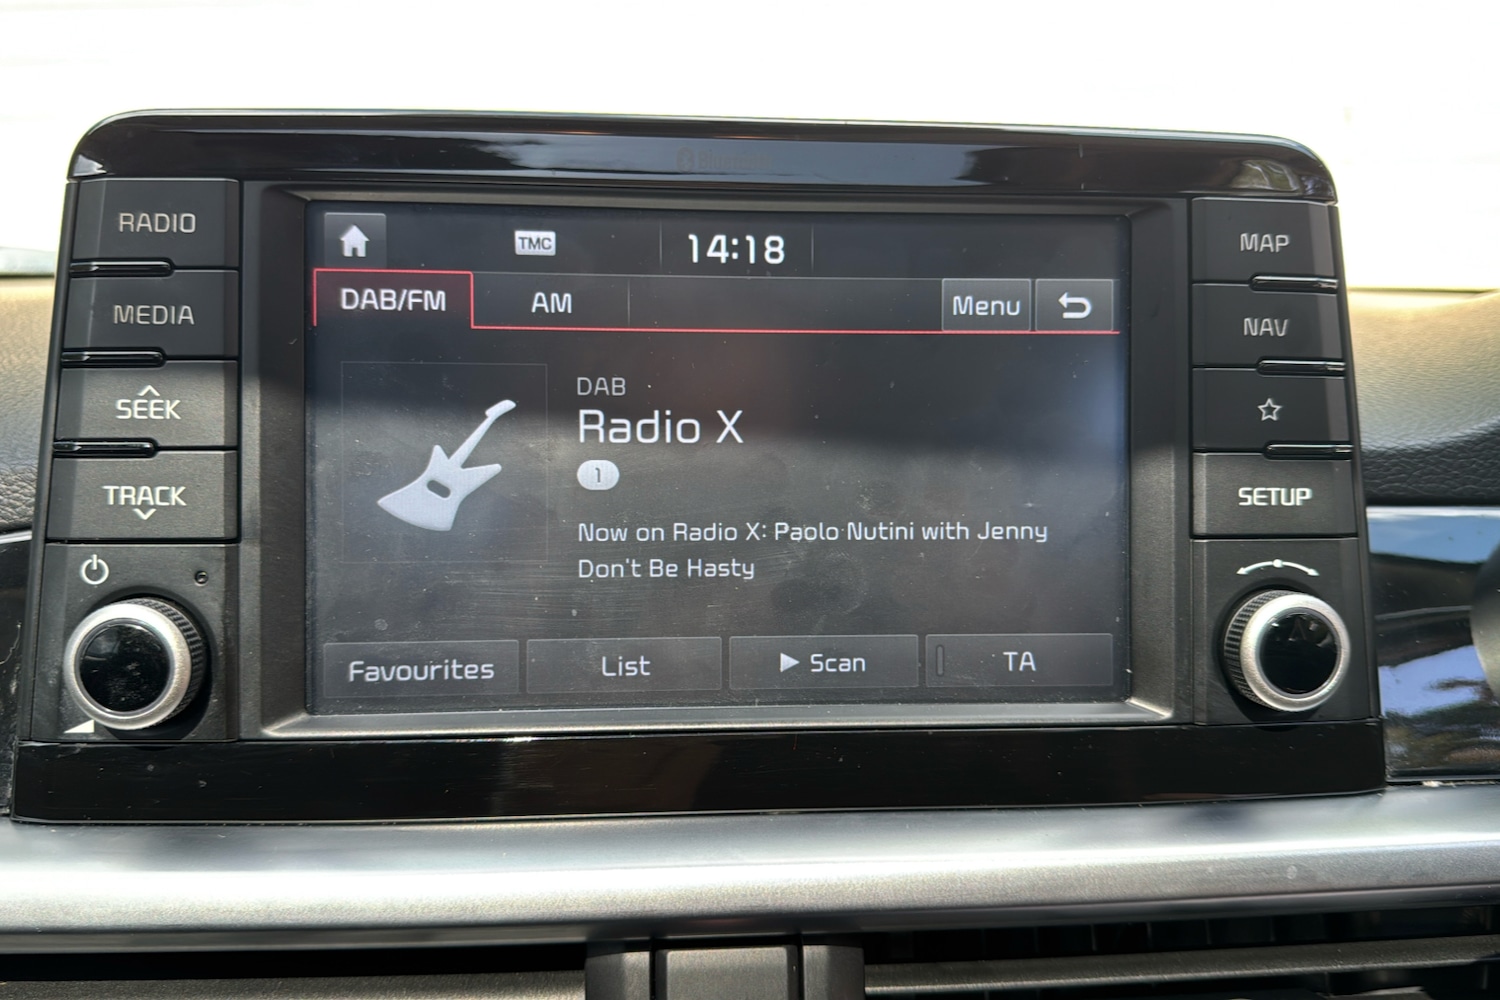 Bluetooth
RADIO
MEDIA
SEEK
TRACK
TMC
14:18
DAB/FM
AM
Menu
DAB
Radio X
1
Now on Radio X: Paolo Nutini with Jenny
Don't Be Hasty
Favourites
List
Scan
TA
MAP
NAV
SETUP